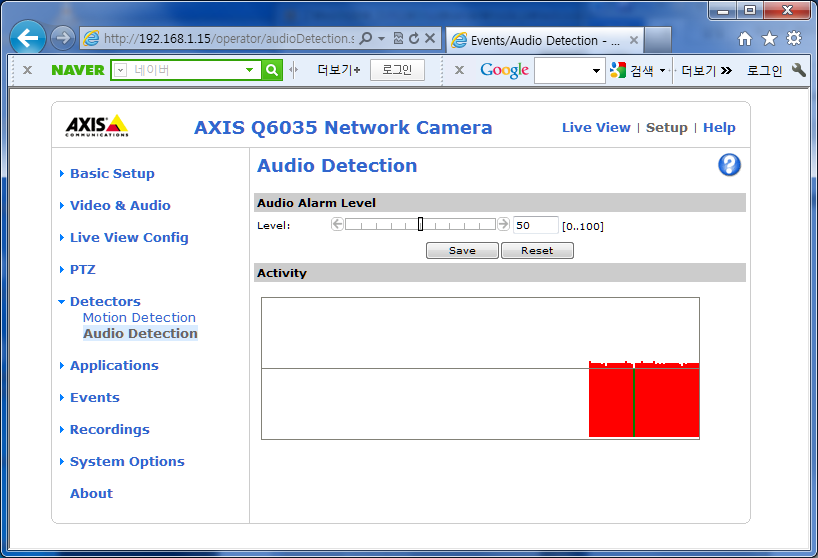 http://192.168.1.15/operator/audioDetection.s
Events/Audio Detection - ...
NAVER 네이버 더보기+ 로그인 Google 검색 더보기 로그인
AXIS COMMUNICATIONS
AXIS Q6035 Network Camera
Live View | Setup | Help
Basic Setup
Video & Audio
Live View Config
PTZ
Detectors
Motion Detection
Audio Detection
Applications
Events
Recordings
System Options
About
Audio Detection
Audio Alarm Level
Level: 50 [0..100]
Save Reset
Activity